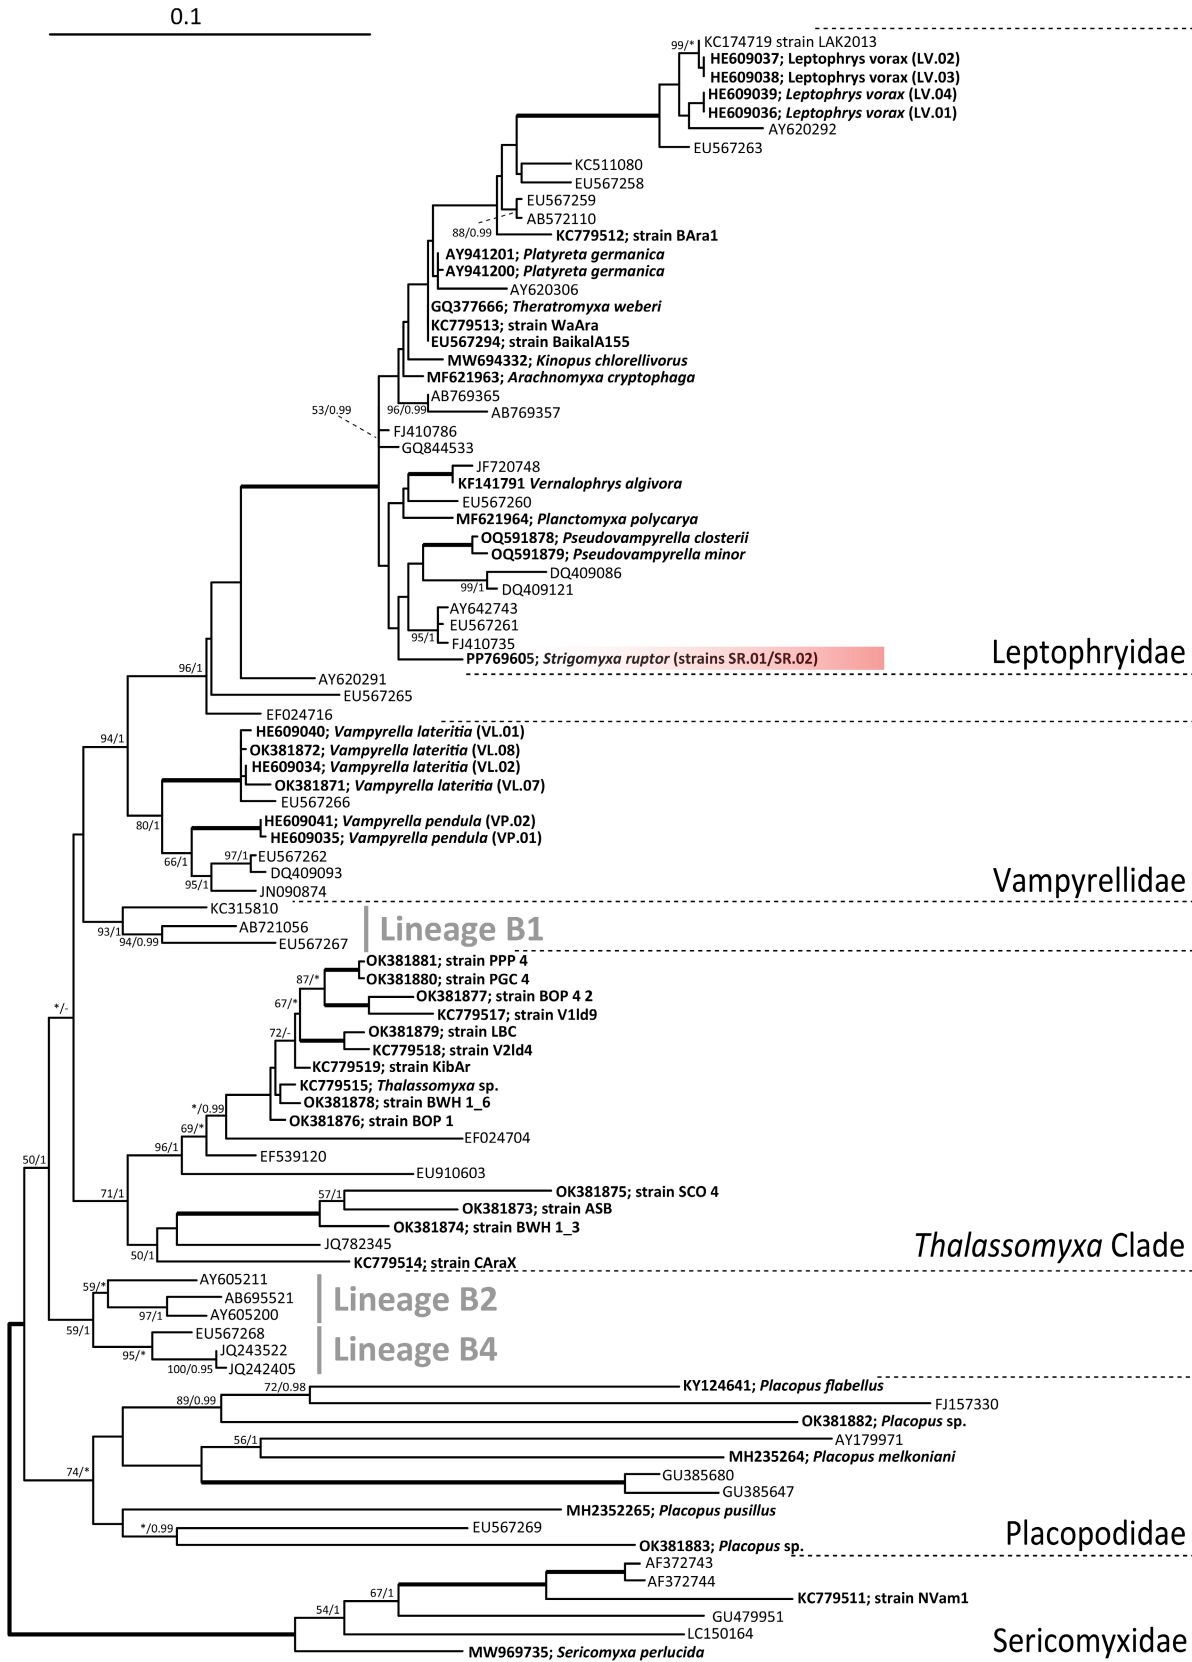 0.1
99/*
KC174719 strain LAK2013
HE609037; Leptophrys vorax (LV.02)
HE609038; Leptophrys vorax (LV.03)
HE609039; Leptophrys vorax (LV.04)
HE609036; Leptophrys vorax (LV.01)
AY620292
EU567263
KC511080
EU567258
EU567259
AB572110
88/0.99
KC779512; strain BAra1
AY941201; Platyreta germanica
AY941200; Platyreta germanica
AY620306
GQ377666; Theratromyxa weberi
KC779513; strain WaAra
EU567294; strain BaikalA155
MW694332; Kinopus chlorellivorus
MF621963; Arachnomyxa cryptophaga
AB769365
53/0.99
96/0.99
AB769357
FJ410786
GQ844533
JF720748
KF141791 Vernalophrys algivora
EU567260
MF621964; Planctomyxa polycarya
OQ591878; Pseudovampyrella closterii
OQ591879; Pseudovampyrella minor
DQ409086
99/1
DQ409121
AY642743
EU567261
95/1
FJ410735
PP769605; Strigomyxa ruptor (strains SR.01/SR.02)
Leptophryidae
96/1
AY620291
EU567265
EF024716
HE609040; Vampyrella lateritia (VL.01)
94/1
OK381872; Vampyrella lateritia (VL.08)
HE609034; Vampyrella lateritia (VL.02)
OK381871; Vampyrella lateritia (VL.07)
EU567266
80/1
HE609041; Vampyrella pendula (VP.02)
HE609035; Vampyrella pendula (VP.01)
66/1
97/1
EU567262
DQ409093
95/1
JN090874
Vampyrellidae
KC315810
93/1
AB721056
94/0.99
EU567267
Lineage B1
OK381881; strain PPP 4
87/*
OK381880; strain PGC 4
OK381877; strain BOP 4 2
67/*
KC779517; strain V1ld9
*/-
72/-
OK381879; strain LBC
KC779518; strain V2ld4
KC779519; strain KibAr
KC779515; Thalassomyxa sp.
OK381878; strain BWH 1_6
*/0.99
OK381876; strain BOP 1
69/*
EF024704
96/1
EF539120
50/1
EU910603
71/1
57/1
OK381875; strain SCO 4
OK381873; strain ASB
OK381874; strain BWH 1_3
JQ782345
50/1
KC779514; strain CAraX
Thalassomyxa Clade
59/*
AY605211
AB695521
97/1
AY605200
Lineage B2
59/1
EU567268
95/*
JQ243522
100/0.95
JQ242405
Lineage B4
72/0.98
KY124641; Placopus flabellus
89/0.99
FJ157330
OK381882; Placopus sp.
56/1
AY179971
MH235264; Placopus melkoniani
74/*
GU385680
GU385647
MH2352265; Placopus pusillus
*/0.99
EU567269
OK381883; Placopus sp.
Placopodidae
AF372743
AF372744
67/1
KC779511; strain NVam1
54/1
GU479951
LC150164
MW969735; Sericomyxa perlucida
Sericomyxidae